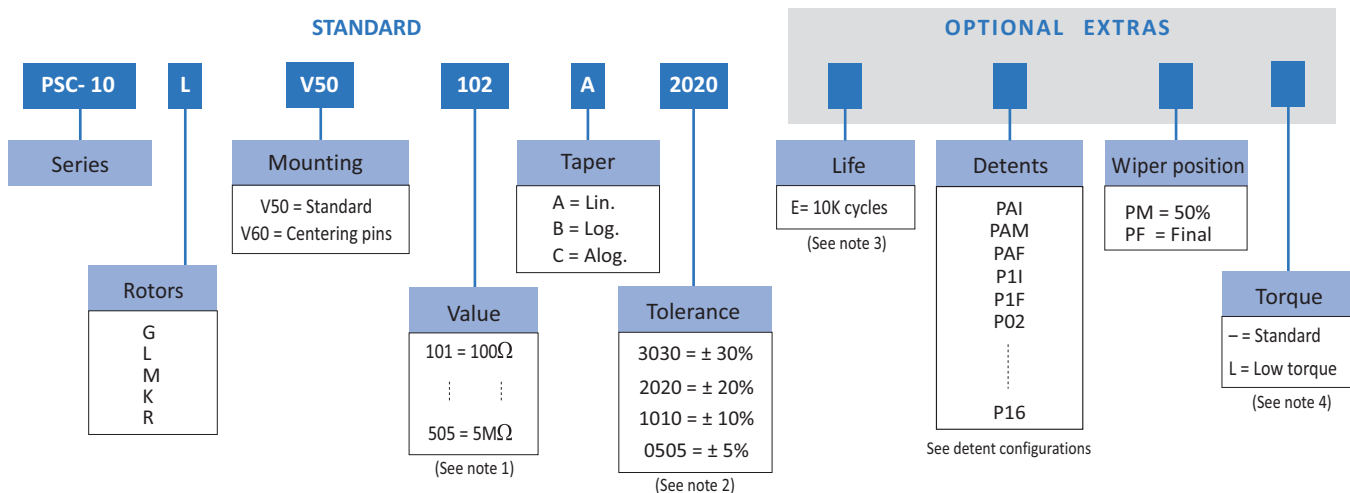 STANDARD
OPTIONAL EXTRAS
PSC- 10
L
V50
102
A
2020
Series
Mounting
V50 = Standard
V60 = Centering pins
Taper
A = Lin.
B = Log.
C = Alog.
Life
E= 10K cycles
(See note 3)
Detents
PAI
PAM
PAF
P1I
P1F
P02
P16
See detent configurations
Wiper position
PM = 50%
PF = Final
Rotors
G
L
M
K
R
Value
101 = 100Ω
505 = 5MΩ
(See note 1)
Tolerance
3030 = ± 30%
2020 = ± 20%
1010 = ± 10%
0505 = ± 5%
(See note 2)
Torque
– = Standard
L = Low torque
(See note 4)